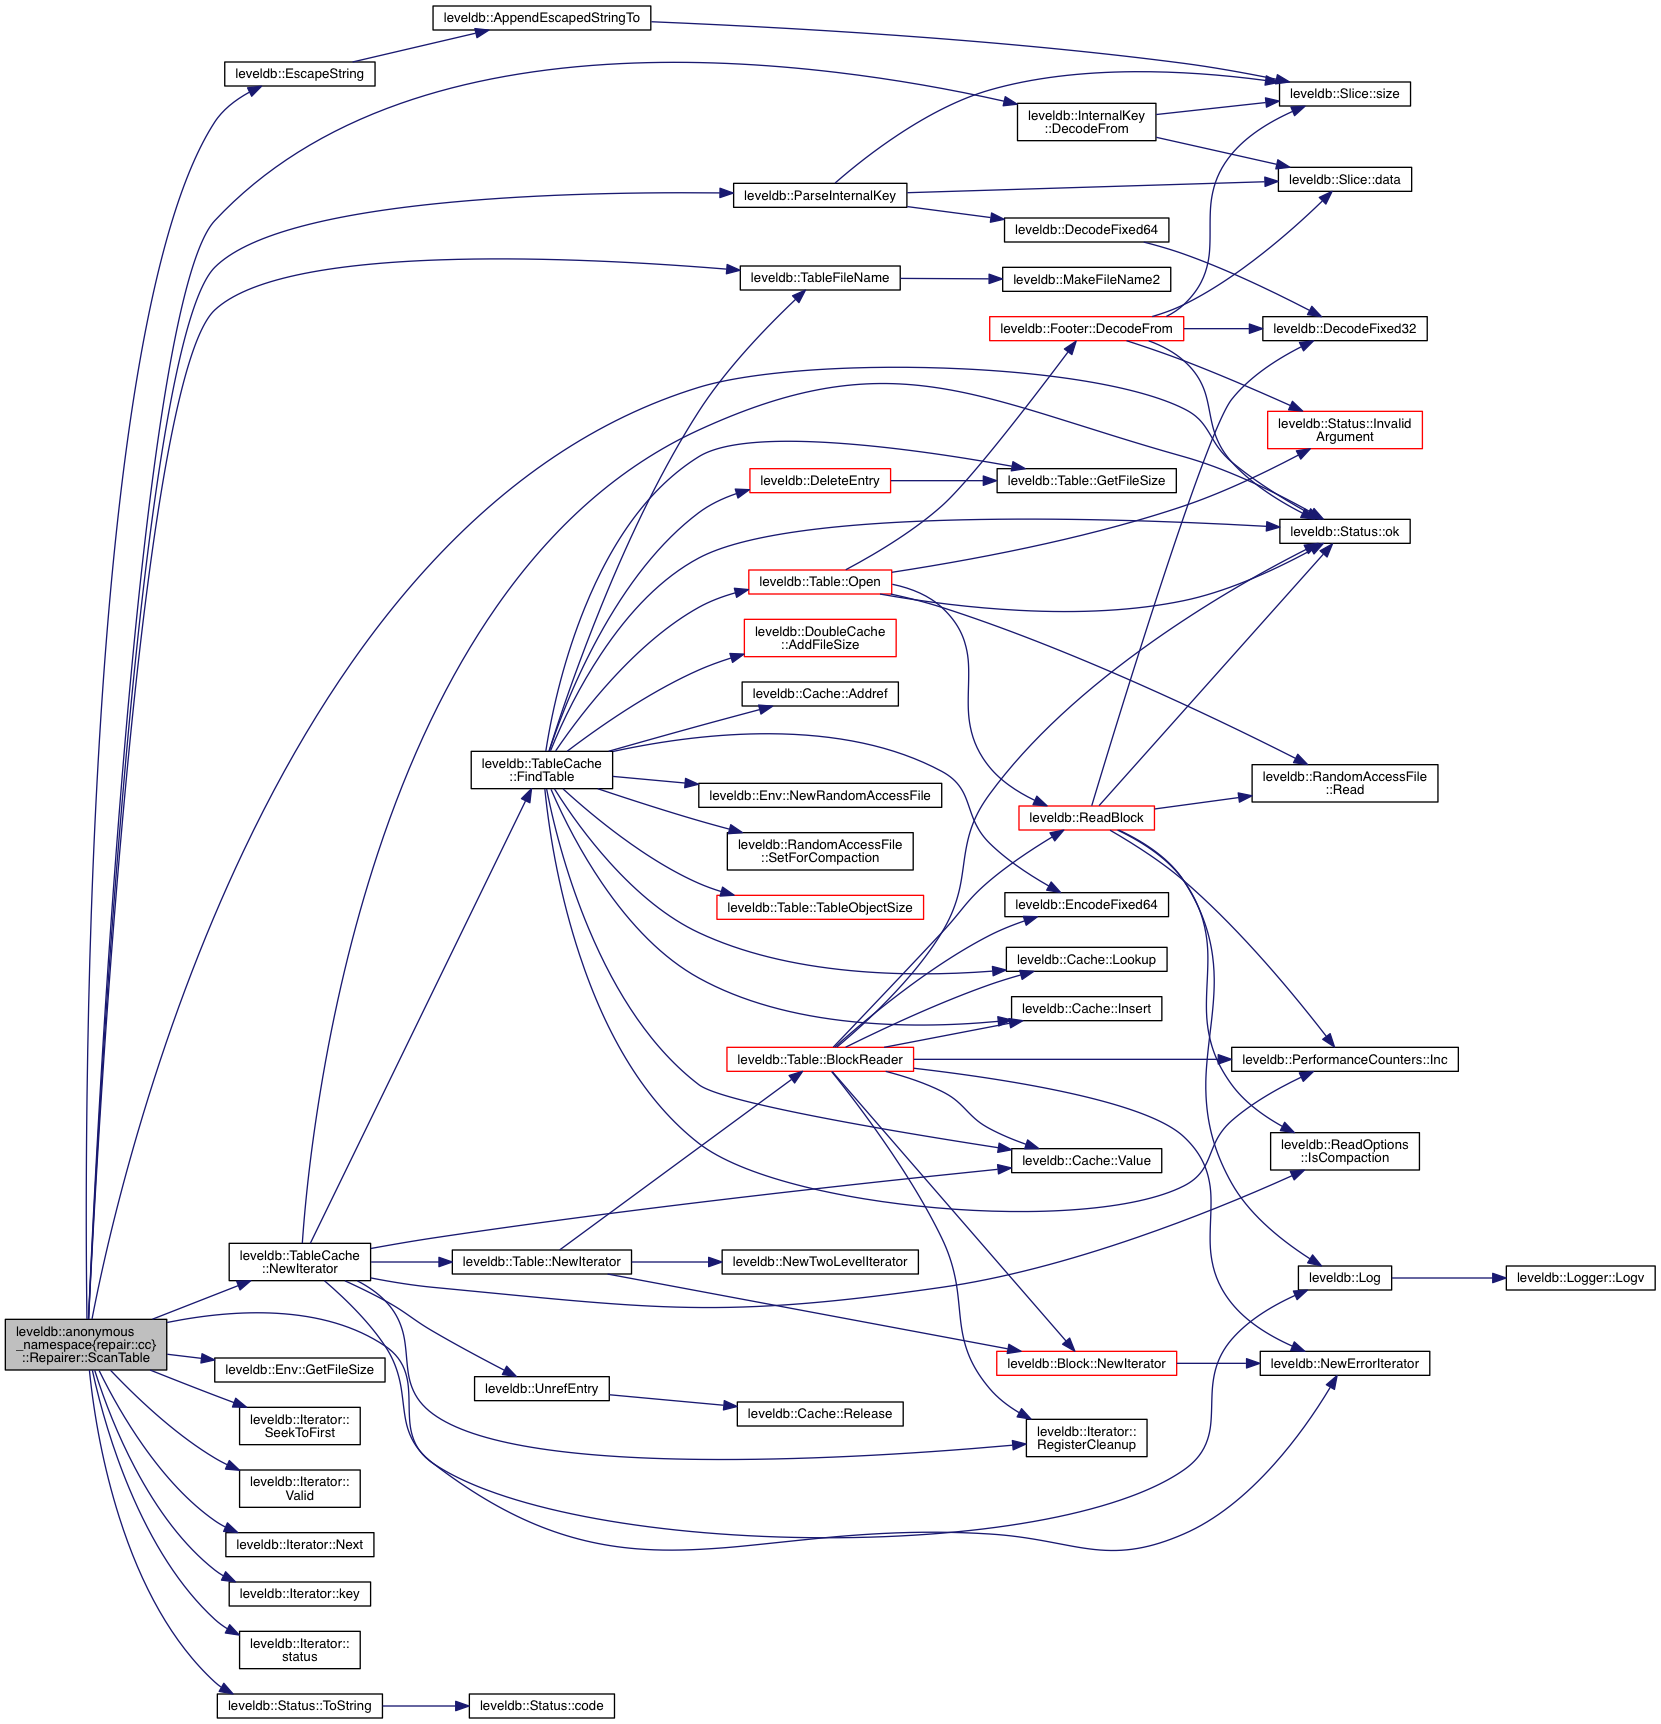 leveldb::AppendEscapedStringTo
leveldb::EscapeString
leveldb::Slice::size
leveldb::InternalKey
::DecodeFrom
leveldb::Slice::data
leveldb::ParseInternalKey
leveldb::DecodeFixed64
leveldb::TableFileName
leveldb::MakeFileName2
leveldb::Footer::DecodeFrom
leveldb::DecodeFixed32
leveldb::Status::Invalid
Argument
leveldb::DeleteEntry
leveldb::Table::GetFileSize
leveldb::Status::ok
leveldb::Table::Open
leveldb::DoubleCache
::AddFileSize
leveldb::Cache::Addref
leveldb::TableCache
::FindTable
leveldb::RandomAccessFile
::Read
leveldb::Env::NewRandomAccessFile
leveldb::ReadBlock
leveldb::RandomAccessFile
::SetForCompaction
leveldb::Table::TableObjectSize
leveldb::EncodeFixed64
leveldb::Cache::Lookup
leveldb::Cache::Insert
leveldb::Table::BlockReader
leveldb::PerformanceCounters::Inc
leveldb::ReadOptions
::IsCompaction
leveldb::Cache::Value
leveldb::TableCache
::NewIterator
leveldb::Table::NewIterator
leveldb::NewTwoLevelIterator
leveldb::Log
leveldb::Logger::Logv
leveldb::anonymous
_namespace{repair::cc}
::Repairer::ScanTable
leveldb::Env::GetFileSize
leveldb::Block::NewIterator
leveldb::NewErrorIterator
leveldb::UnrefEntry
leveldb::Cache::Release
leveldb::Iterator::
SeekToFirst
leveldb::Iterator::
RegisterCleanup
leveldb::Iterator::
Valid
leveldb::Iterator::Next
leveldb::Iterator::key
leveldb::Iterator::
status
leveldb::Status::ToString
leveldb::Status::code